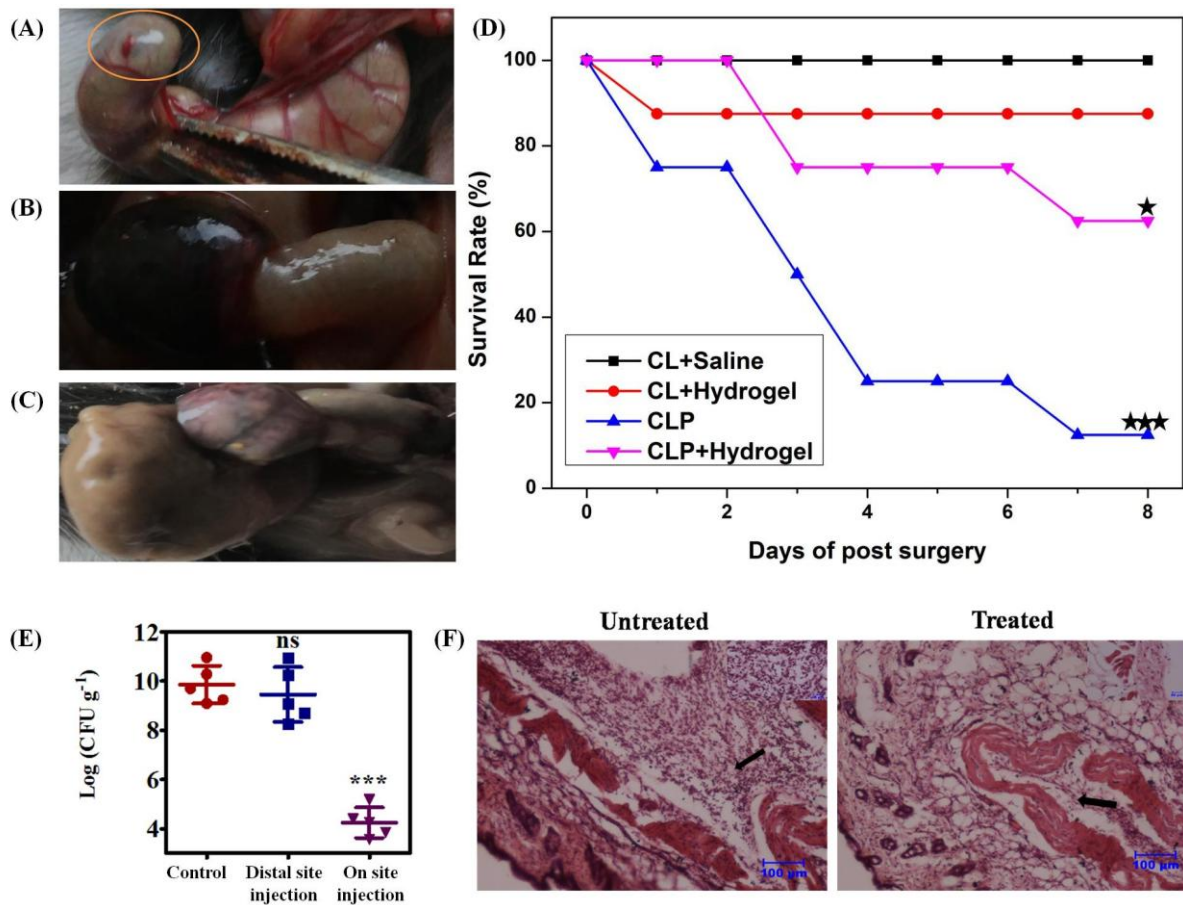 (A)
(B)
(C)
(D)
Survival Rate (%)
100
80
60
40
20
0
0 2 4 6 8
Days of post surgery
CL+Saline
CL+Hydrogel
CLP
CLP+Hydrogel
★
★★★
(E)
Log (CFU g⁻¹)
12
10
8
6
4
ns
***
Control
Distal site
injection
On site
injection
(F)
Untreated
Treated
100 µm
100 µm